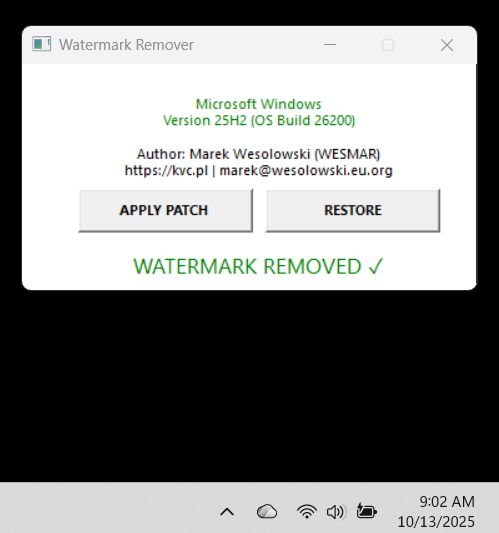 Watermark Remover
Microsoft Windows
Version 25H2 (OS Build 26200)
Author: Marek Wesolowski (WESMAR)
https://kvc.pl | marek@wesolowski.eu.org
APPLY PATCH
RESTORE
WATERMARK REMOVED ✓
9:02 AM
10/13/2025